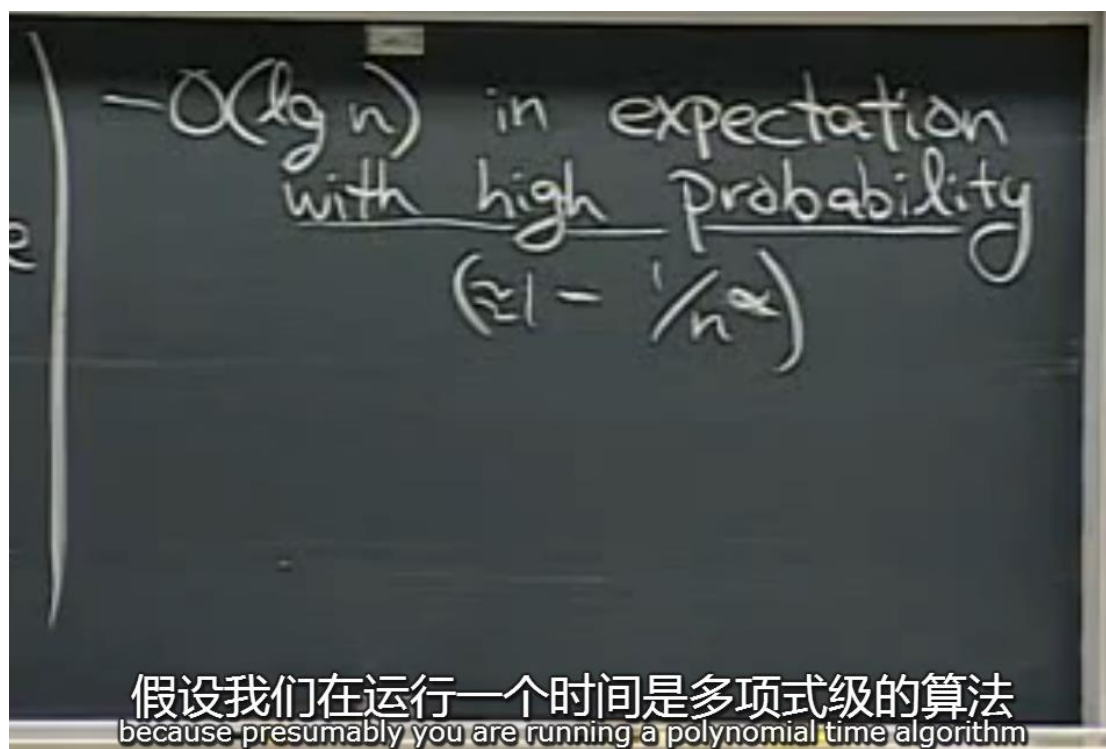 - O(lg n) in expectation
with high probability
(≈1 - 1/n^α)
假设我们在运行一个时间是多项式级的算法
because presumably you are running a polynomial time algorithm